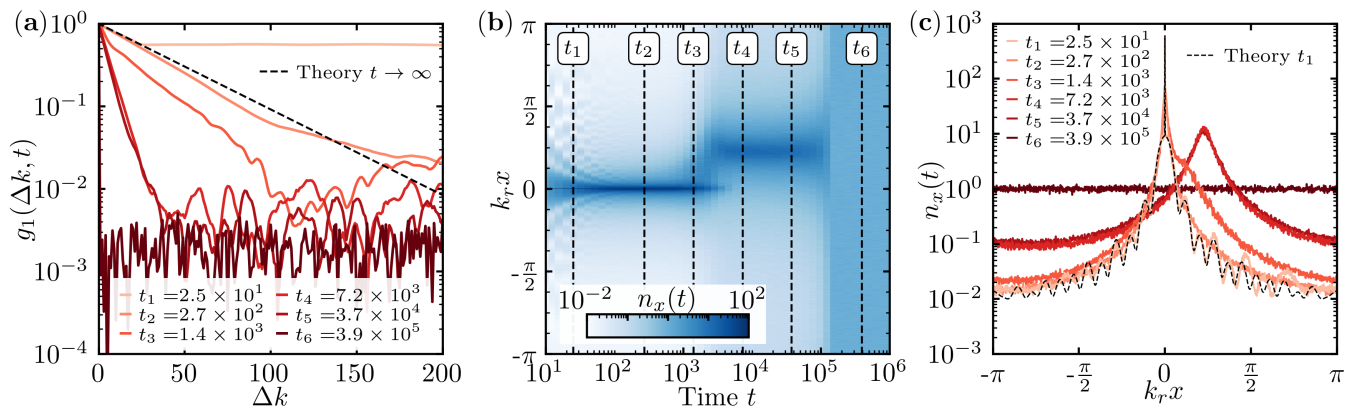 (a)
10^0
10^{-1}
10^{-2}
10^{-3}
10^{-4}
g_1(Δk, t)
Theory t → ∞
t_1 =2.5 × 10^1
t_2 =2.7 × 10^2
t_3 =1.4 × 10^3
t_4 =7.2 × 10^3
t_5 =3.7 × 10^4
t_6 =3.9 × 10^5
0 50 100 150 200
Δk
(b)
π
π/2
0
-π/2
-π
k_r x
t_1 t_2 t_3 t_4 t_5 t_6
10^{-2} n_x(t) 10^2
10^1 10^2 10^3 10^4 10^5 10^6
Time t
(c)
10^3
10^2
10^1
10^0
10^{-1}
10^{-2}
10^{-3}
n_x(t)
t_1 =2.5 × 10^1
t_2 =2.7 × 10^2
t_3 =1.4 × 10^3
t_4 =7.2 × 10^3
t_5 =3.7 × 10^4
t_6 =3.9 × 10^5
Theory t_1
-π -π/2 0 π/2 π
k_r x